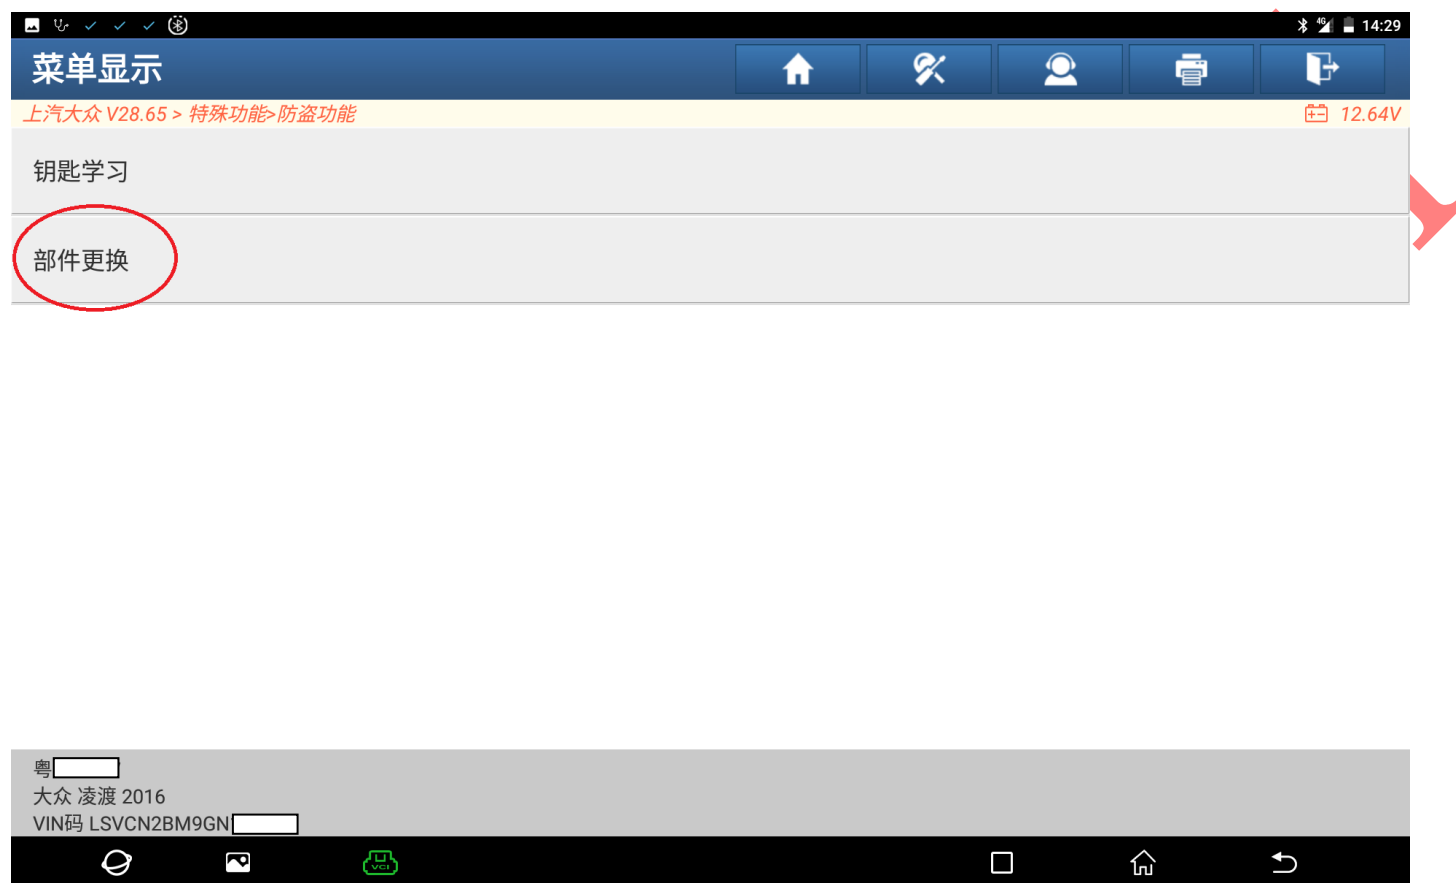 4G 14:29
菜单显示
上汽大众 V28.65 > 特殊功能>防盗功能 12.64V
钥匙学习
部件更换
粤
大众 凌渡 2016
VIN码 LSVCN2BM9GN
VCI